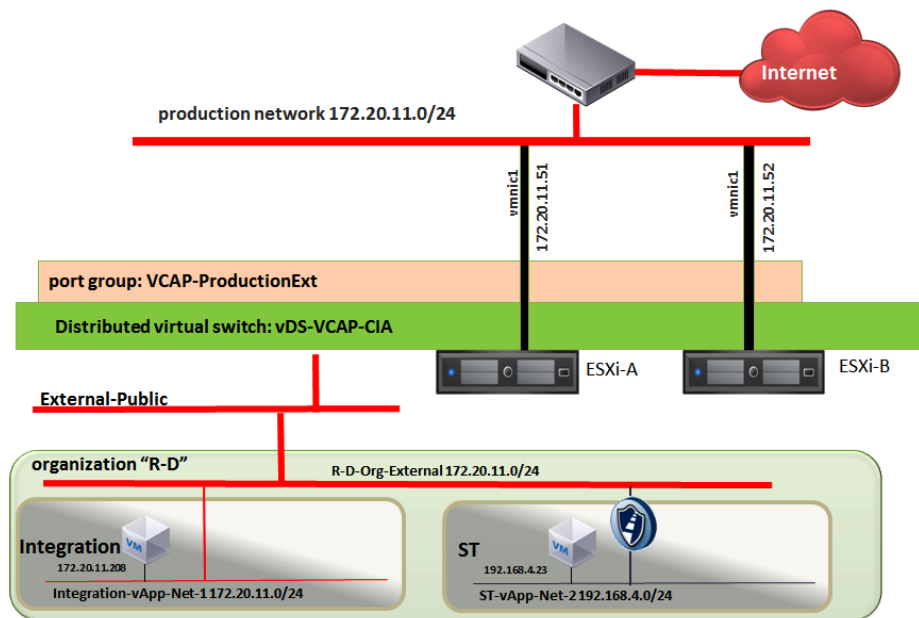 Internet
production network 172.20.11.0/24
vmnic1
172.20.11.51
vmnic1
172.20.11.52
port group: VCAP-ProductionExt
Distributed virtual switch: vDS-VCAP-CIA
ESXi-A
ESXi-B
External-Public
organization “R-D”
R-D-Org-External 172.20.11.0/24
Integration
VM
172.20.11.208
Integration-vApp-Net-1 172.20.11.0/24
ST
VM
192.168.4.23
ST-vApp-Net-2 192.168.4.0/24